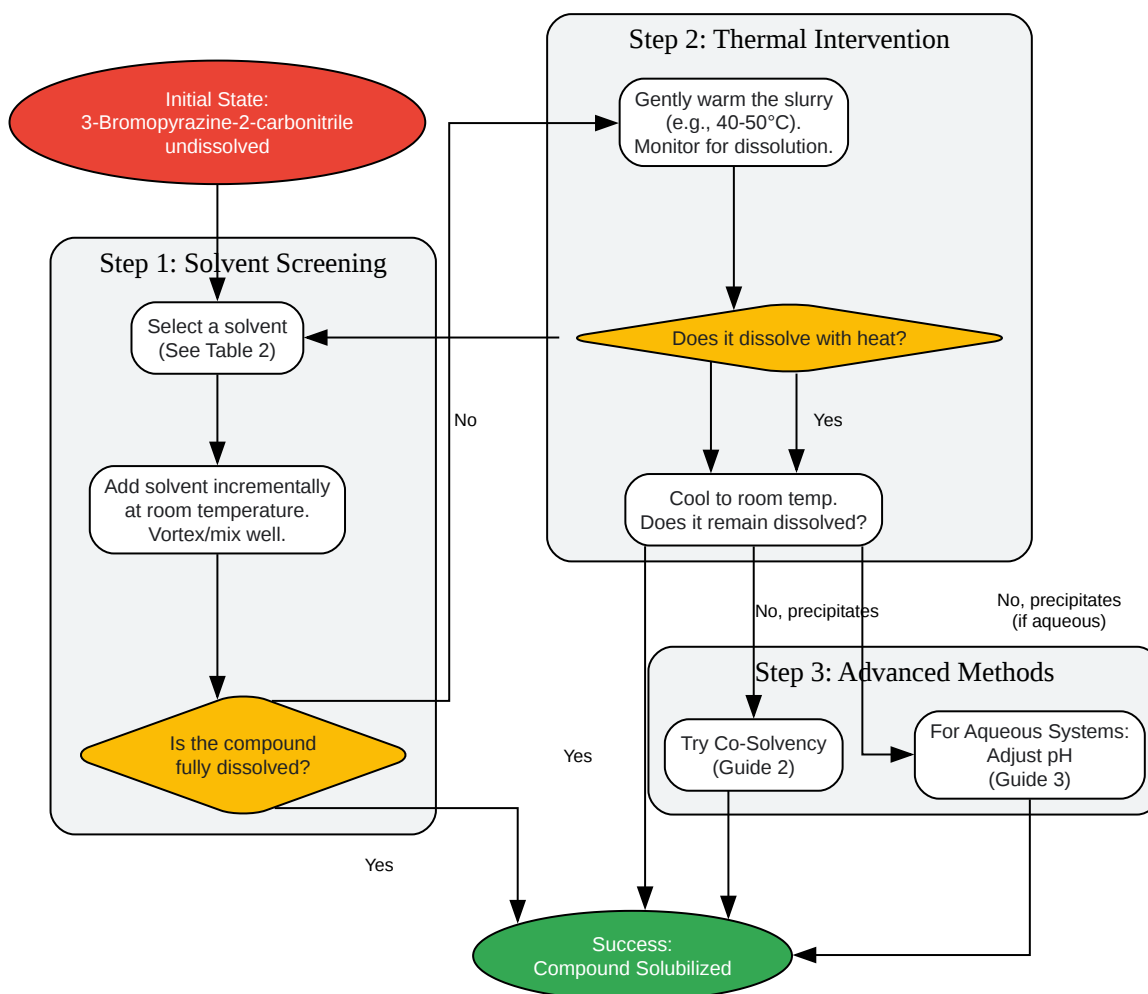 Step 2: Thermal Intervention
Initial State:
3-Bromopyrazine-2-carbonitrile
undissolved
Gently warm the slurry
(e.g., 40-50°C).
Monitor for dissolution.
Step 1: Solvent Screening
Select a solvent
(See Table 2)
Does it dissolve with heat?
No
Yes
Add solvent incrementally
at room temperature.
Vortex/mix well.
Cool to room temp.
Does it remain dissolved?
No, precipitates
No, precipitates
(if aqueous)
Step 3: Advanced Methods
Is the compound
fully dissolved?
Yes
Try Co-Solvency
(Guide 2)
For Aqueous Systems:
Adjust pH
(Guide 3)
Yes
Success:
Compound Solubilized